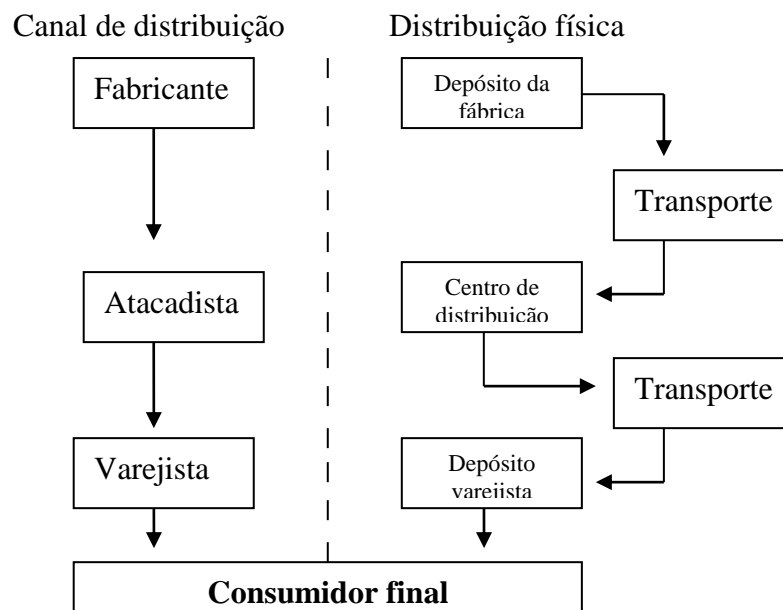 Canal de distribuição
Distribuição física
Fabricante
Atacadista
Varejista
Depósito da
fábrica
Transporte
Centro de
distribuição
Transporte
Depósito
varejista
Consumidor final